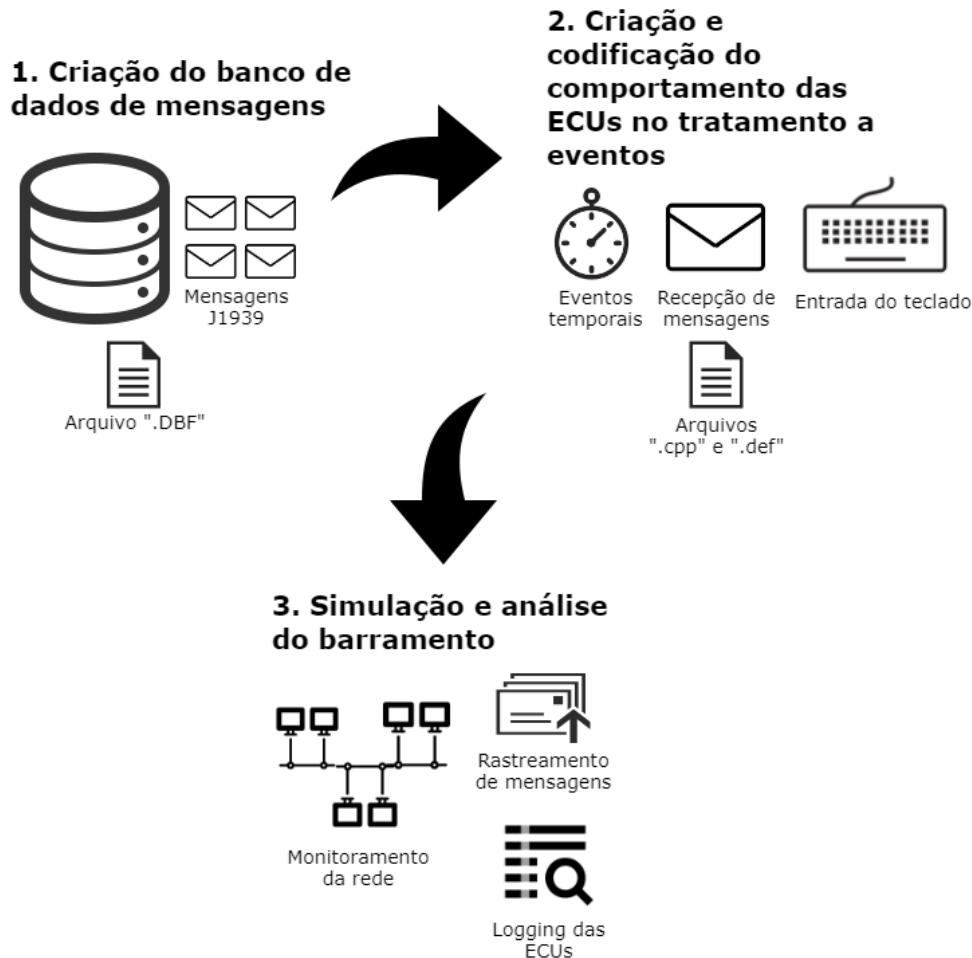 1. Criação do banco de
dados de mensagens
Mensagens
J1939
Arquivo ".DBF"
2. Criação e
codificação do
comportamento das
ECUs no tratamento a
eventos
Eventos
temporais
Recepção de
mensagens
Entrada do teclado
Arquivos
".cpp" e ".def"
3. Simulação e análise
do barramento
Monitoramento
da rede
Rastreamento
de mensagens
Logging das
ECUs